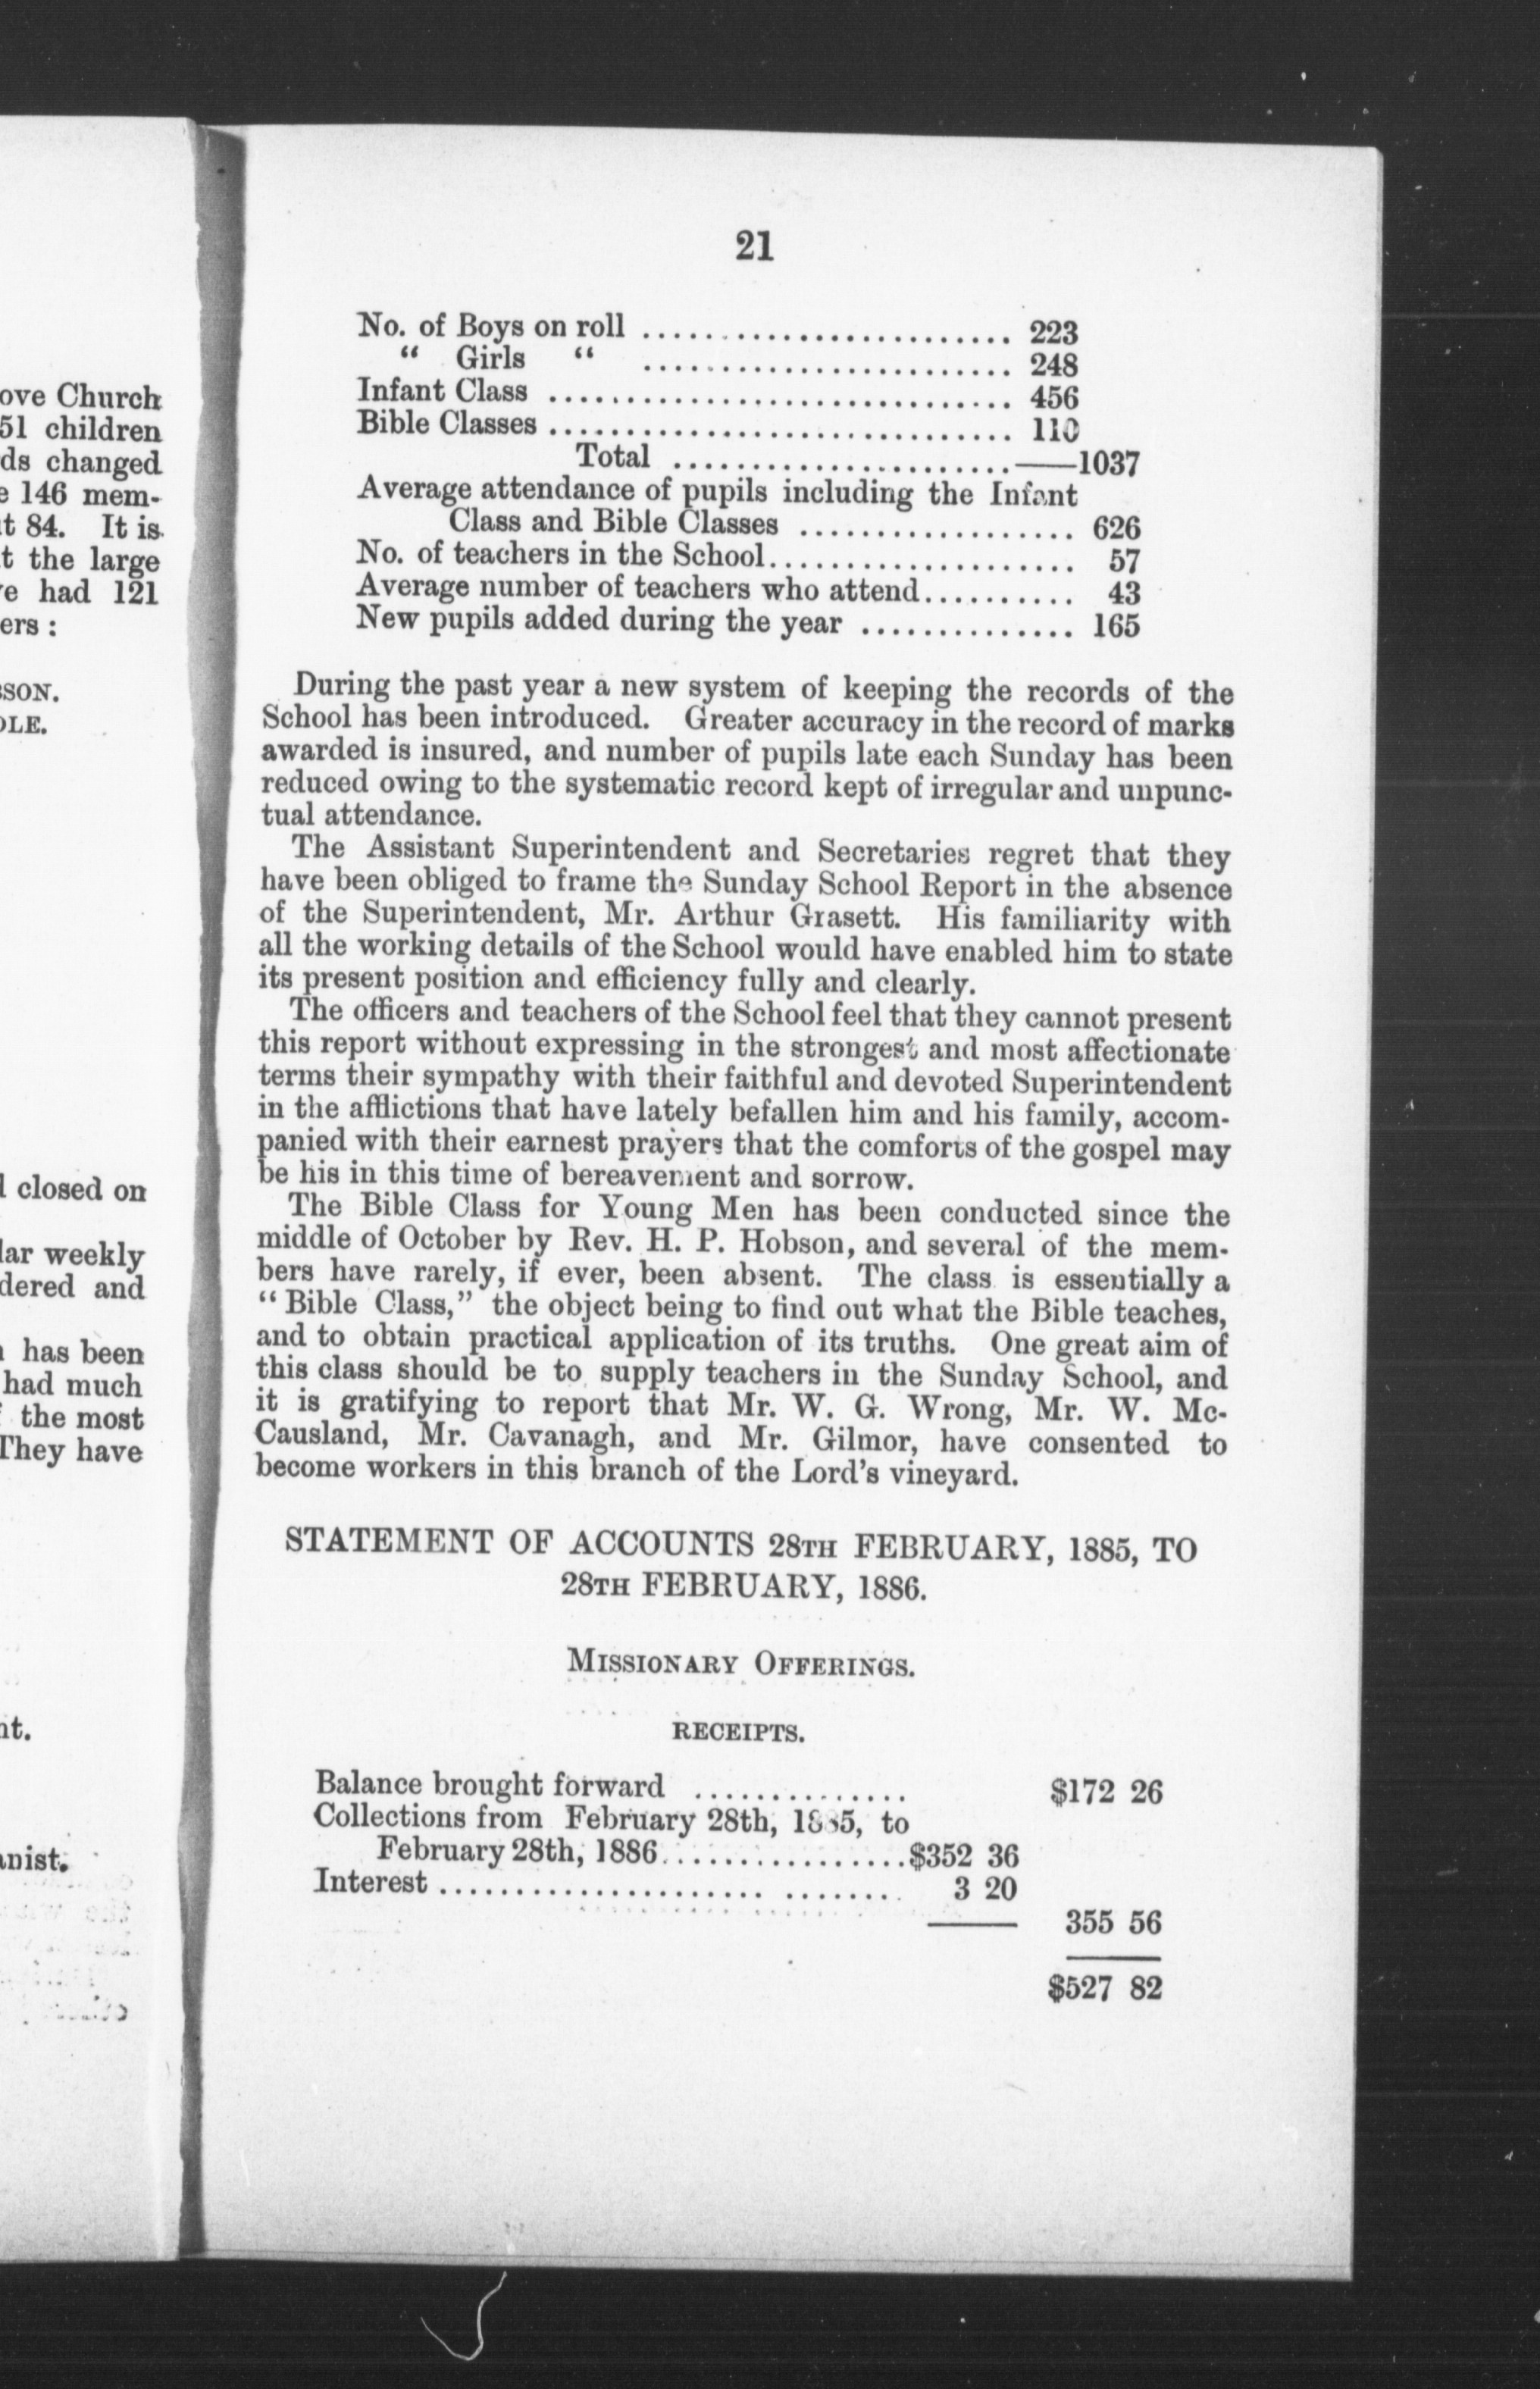 ove Church
51 children
ds changed
e 146 mem-
t 84. It is
t the large
e had 121
ers :
SON.
LE.
closed on
lar weekly
dered and
has been
had much
the most
They have
nt.
nist.
21
No. of Boys on roll ........................ 223
“ Girls “ ........................ 248
Infant Class .............................. 456
Bible Classes .............................. 110
Total ......................——1037
Average attendance of pupils including the Infant
Class and Bible Classes .................. 626
No. of teachers in the School.................... 57
Average number of teachers who attend.......... 43
New pupils added during the year .............. 165
During the past year a new system of keeping the records of the
School has been introduced. Greater accuracy in the record of marks
awarded is insured, and number of pupils late each Sunday has been
reduced owing to the systematic record kept of irregular and unpunc-
tual attendance.
The Assistant Superintendent and Secretaries regret that they
have been obliged to frame the Sunday School Report in the absence
of the Superintendent, Mr. Arthur Grasett. His familiarity with
all the working details of the School would have enabled him to state
its present position and efficiency fully and clearly.
The officers and teachers of the School feel that they cannot present
this report without expressing in the strongest and most affectionate
terms their sympathy with their faithful and devoted Superintendent
in the afflictions that have lately befallen him and his family, accom-
panied with their earnest prayers that the comforts of the gospel may
be his in this time of bereavement and sorrow.
The Bible Class for Young Men has been conducted since the
middle of October by Rev. H. P. Hobson, and several of the mem-
bers have rarely, if ever, been absent. The class is essentially a
“ Bible Class,” the object being to find out what the Bible teaches,
and to obtain practical application of its truths. One great aim of
this class should be to supply teachers in the Sunday School, and
it is gratifying to report that Mr. W. G. Wrong, Mr. W. Mc-
Causland, Mr. Cavanagh, and Mr. Gilmor, have consented to
become workers in this branch of the Lord’s vineyard.
STATEMENT OF ACCOUNTS 28TH FEBRUARY, 1885, TO
28TH FEBRUARY, 1886.
MISSIONARY OFFERINGS.
RECEIPTS.
Balance brought forward .............. $172 26
Collections from February 28th, 1885, to
February 28th, 1886................$352 36
Interest ..................... ........ 3 20
355 56
$527 82